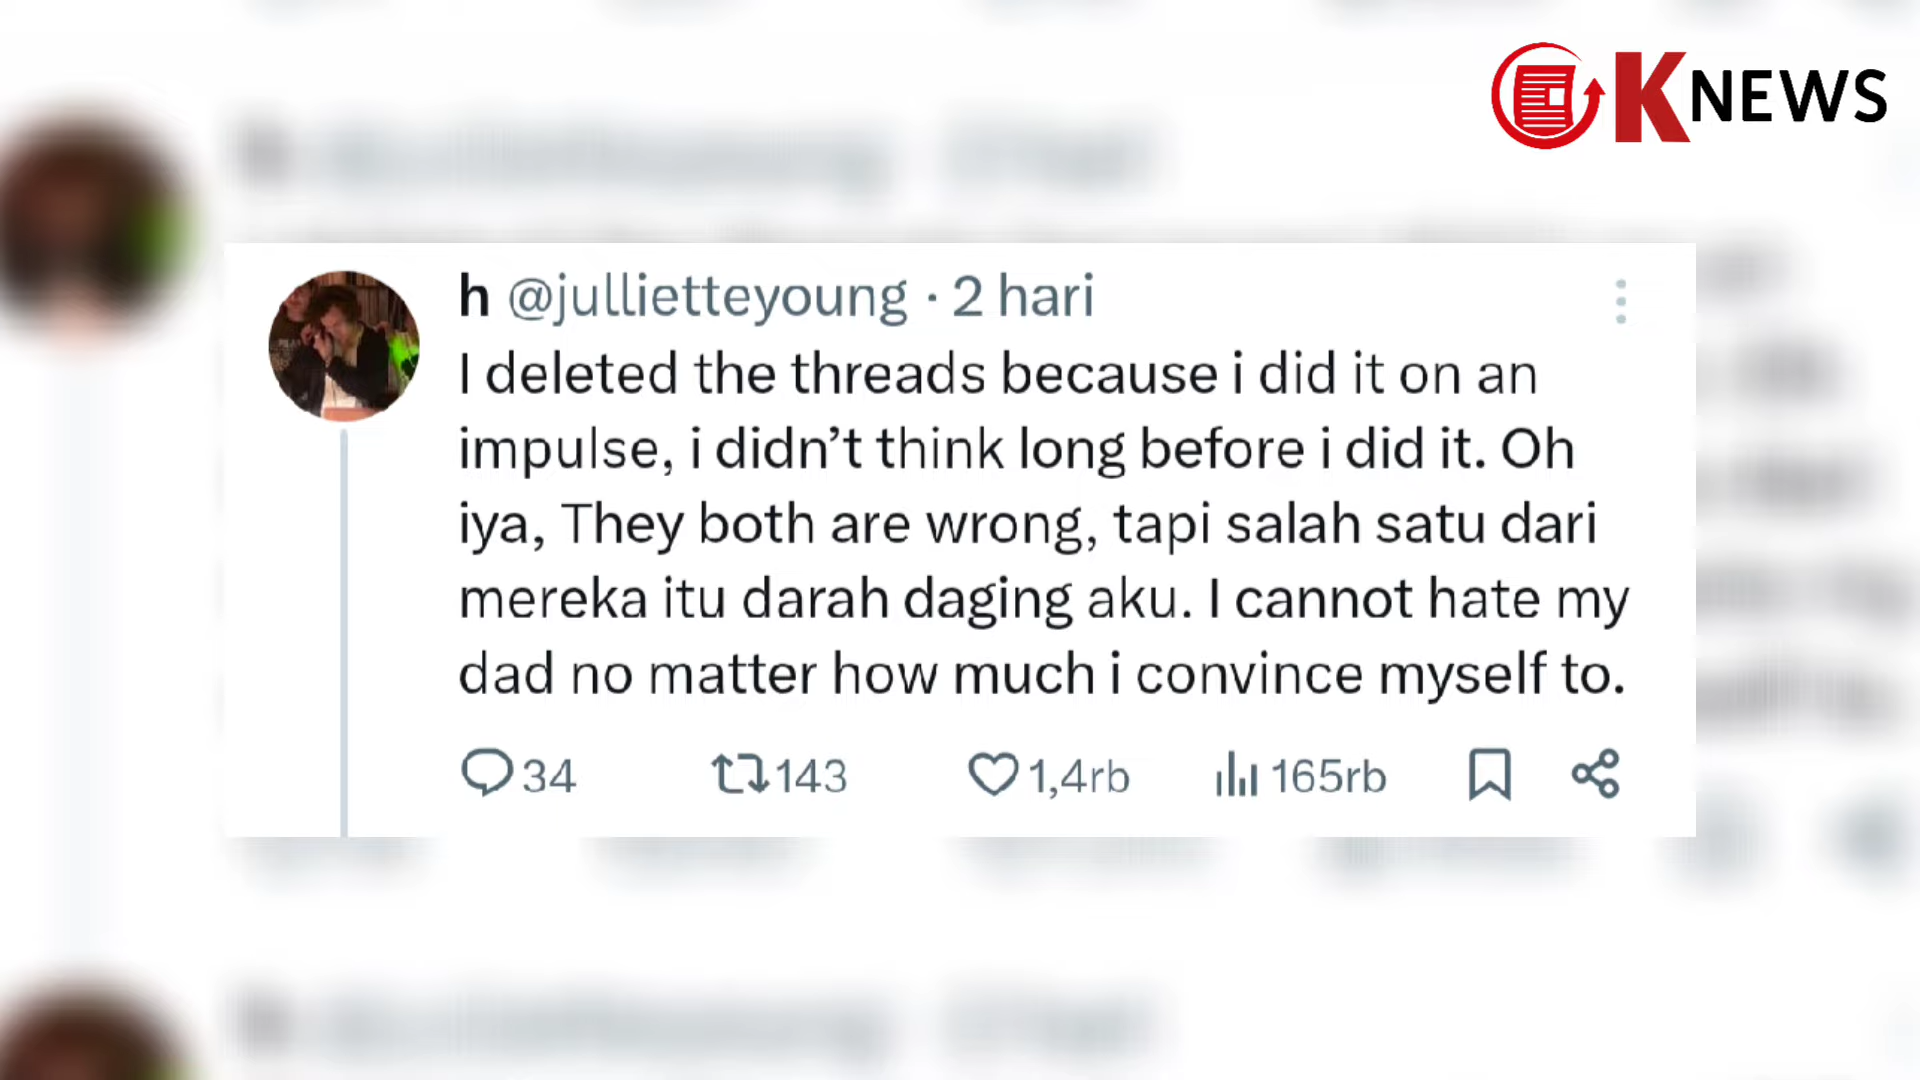 KNEWS
h @jullietteyoung · 2 hari
I deleted the threads because i did it on an
impulse, i didn’t think long before i did it. Oh
iya, They both are wrong, tapi salah satu dari
mereka itu darah daging aku. I cannot hate my
dad no matter how much i convince myself to.
34 143 1,4rb 165rb